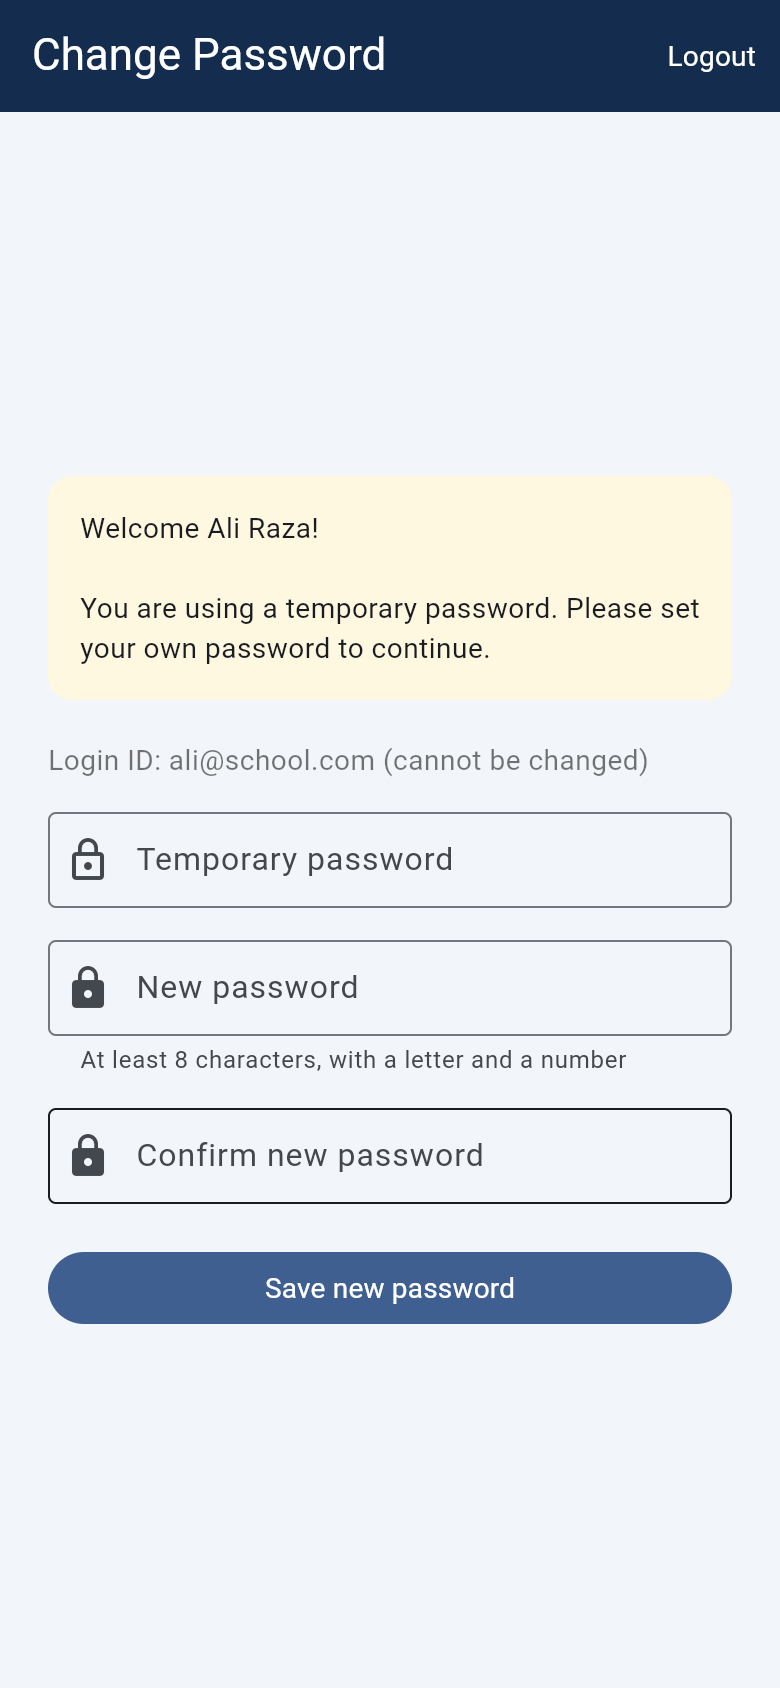 Change Password
Logout
Welcome Ali Raza!
You are using a temporary password. Please set
your own password to continue.
Login ID: ali@school.com (cannot be changed)
Temporary password
New password
At least 8 characters, with a letter and a number
Confirm new password
Save new password